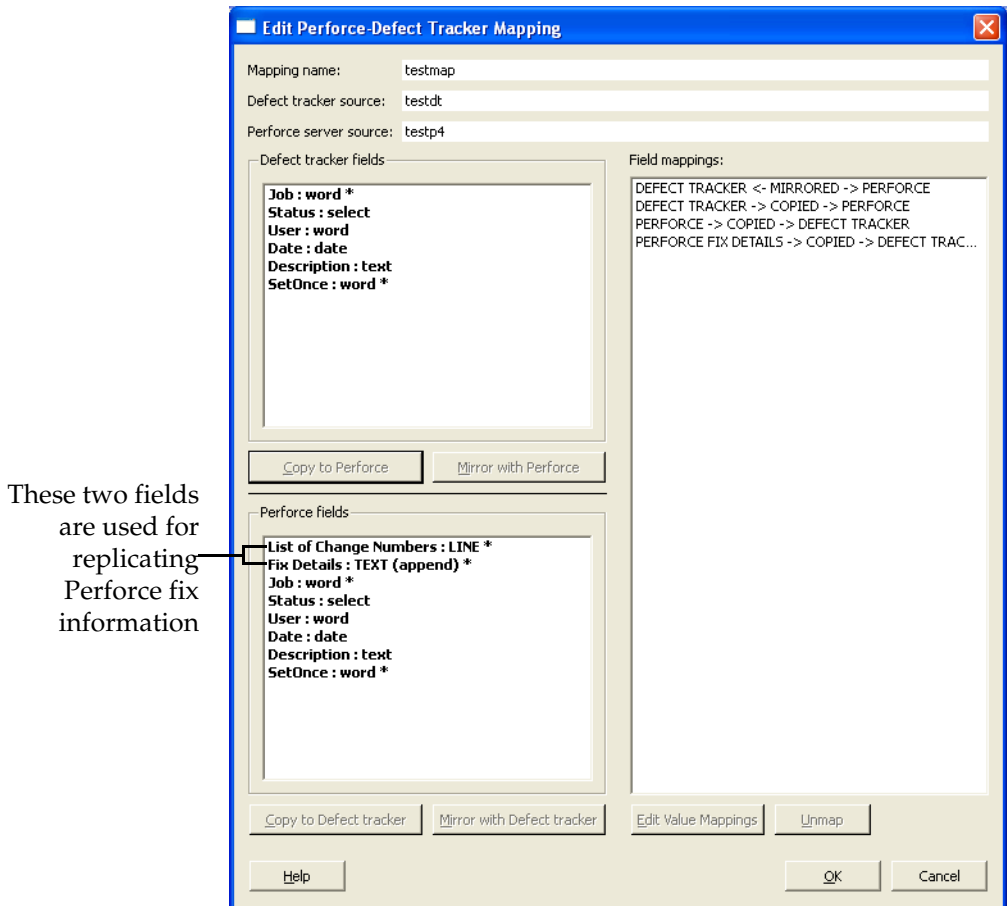 Edit Perforce-Defect Tracker Mapping
Mapping name: testmap
Defect tracker source: testdt
Perforce server source: testp4
Defect tracker fields
Job : word *
Status : select
User : word
Date : date
Description : text
SetOnce : word *
Copy to Perforce
Mirror with Perforce
Field mappings:
DEFECT TRACKER <- MIRRORED -> PERFORCE
DEFECT TRACKER -> COPIED -> PERFORCE
PERFORCE -> COPIED -> DEFECT TRACKER
PERFORCE FIX DETAILS -> COPIED -> DEFECT TRAC...
These two fields
are used for
replicating
Perforce fix
information
Perforce fields
List of Change Numbers : LINE *
Fix Details : TEXT (append) *
Job : word *
Status : select
User : word
Date : date
Description : text
SetOnce : word *
Copy to Defect tracker
Mirror with Defect tracker
Edit Value Mappings
Unmap
Help
OK
Cancel